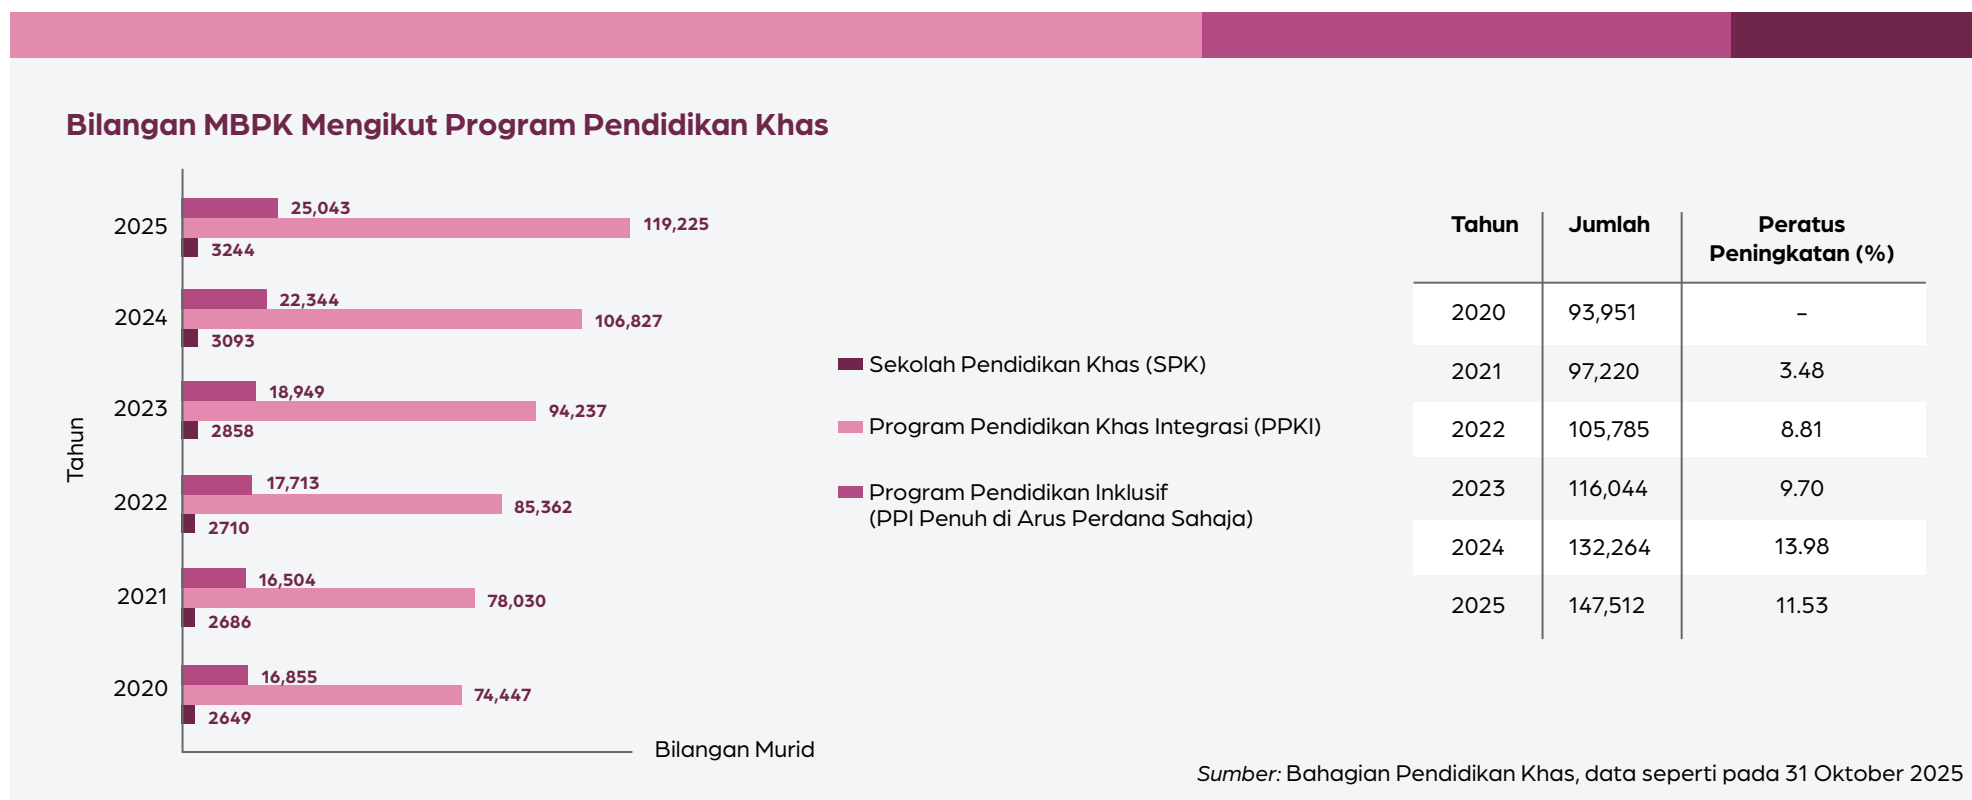 Bilangan MBPK Mengikut Program Pendidikan Khas
Tahun
2025
25,043
119,225
3244
2024
22,344
106,827
3093
2023
18,949
94,237
2858
2022
17,713
85,362
2710
2021
16,504
78,030
2686
2020
16,855
74,447
2649
Bilangan Murid
Sekolah Pendidikan Khas (SPK)
Program Pendidikan Khas Integrasi (PPKI)
Program Pendidikan Inklusif
(PPI Penuh di Arus Perdana Sahaja)
Tahun Jumlah Peratus
Peningkatan (%)
2020 93,951 -
2021 97,220 3.48
2022 105,785 8.81
2023 116,044 9.70
2024 132,264 13.98
2025 147,512 11.53
Sumber: Bahagian Pendidikan Khas, data seperti pada 31 Oktober 2025